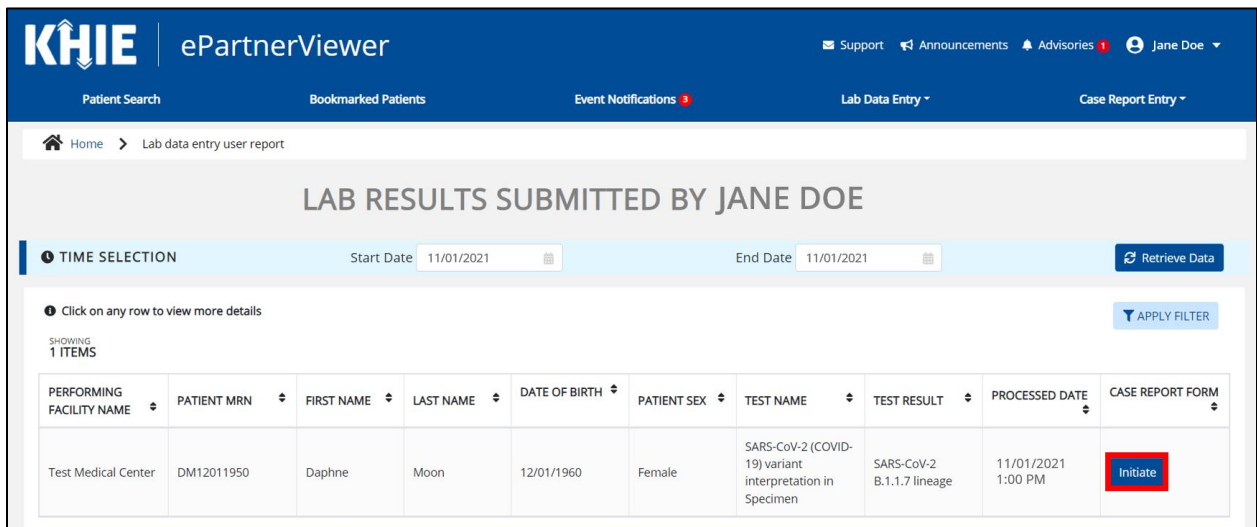 KHIE ePartnerViewer Support Announcements Advisories 1 Jane Doe
Patient Search Bookmarked Patients Event Notifications 3 Lab Data Entry Case Report Entry
Home > Lab data entry user report
LAB RESULTS SUBMITTED BY JANE DOE
TIME SELECTION Start Date 11/01/2021 End Date 11/01/2021 Retrieve Data
Click on any row to view more details APPLY FILTER
SHOWING
1 ITEMS
PERFORMING FACILITY NAME PATIENT MRN FIRST NAME LAST NAME DATE OF BIRTH PATIENT SEX TEST NAME TEST RESULT PROCESSED DATE CASE REPORT FORM
Test Medical Center DM12011950 Daphne Moon 12/01/1960 Female SARS-CoV-2 (COVID-
19) variant
interpretation in
Specimen
SARS-CoV-2
B.1.1.7 lineage
11/01/2021
1:00 PM
Initiate